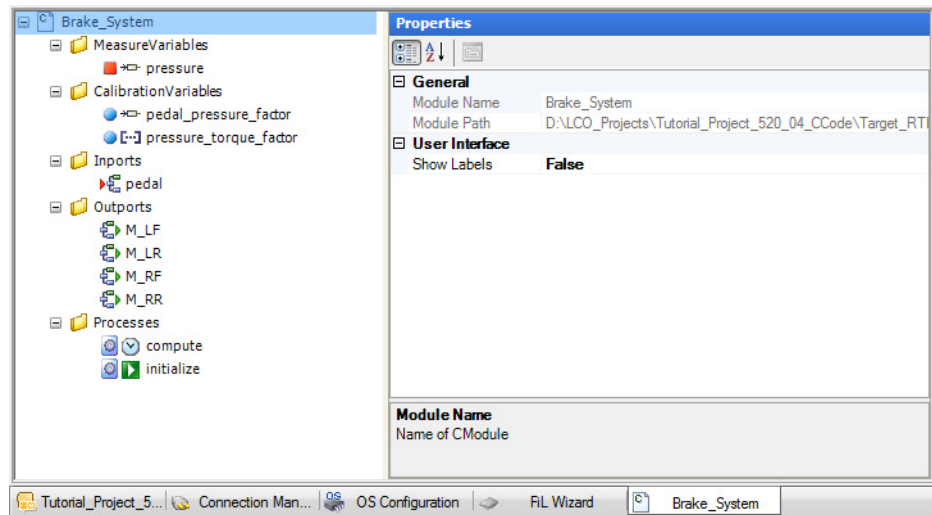 Brake_System
MeasureVariables
pressure
CalibrationVariables
pedal_pressure_factor
pressure_torque_factor
Inports
pedal
Outports
M_LF
M_LR
M_RF
M_RR
Processes
compute
initialize
Properties
General
Module Name Brake_System
Module Path D:\LCO_Projects\Tutorial_Project_520_04_CCode\Target_RTI
User Interface
Show Labels False
Module Name
Name of CModule
Tutorial_Project_5... Connection Man... OS Configuration FiL Wizard Brake_System